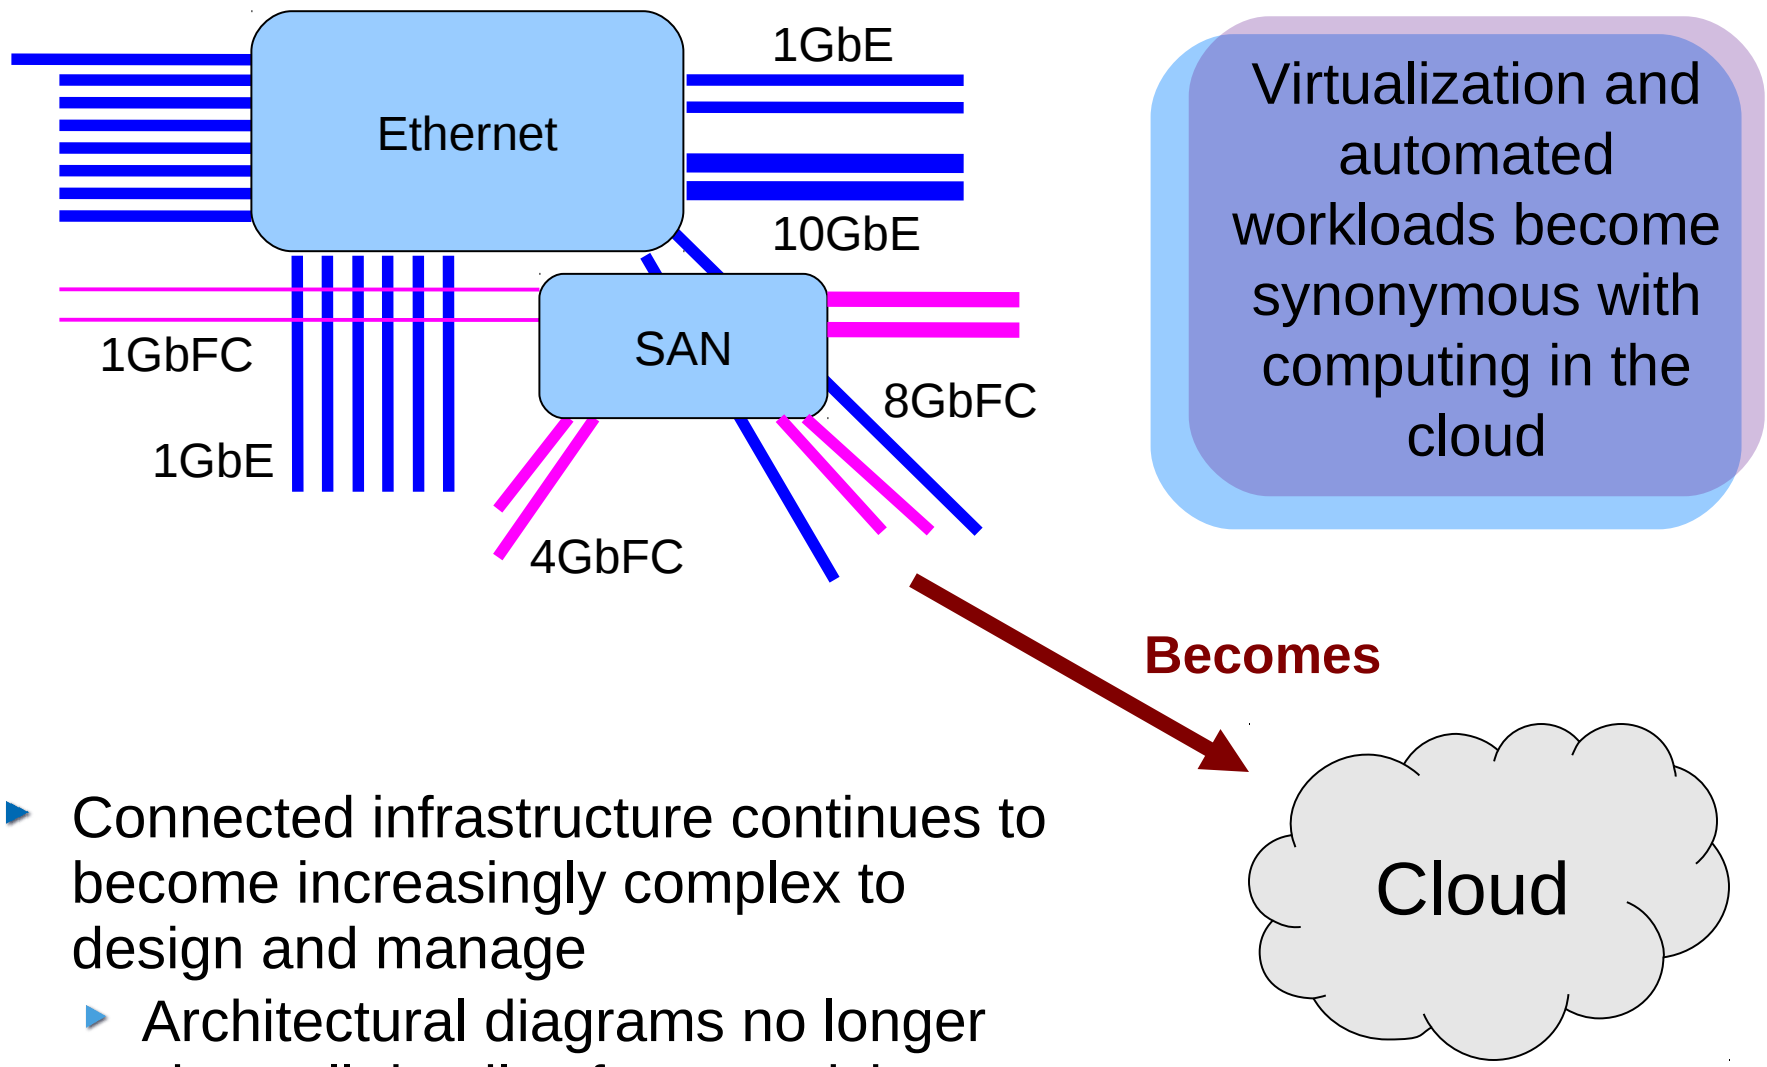 Ethernet
1GbE
10GbE
SAN
1GbFC
8GbFC
1GbE
4GbFC
Virtualization and
automated
workloads become
synonymous with
computing in the
cloud
Becomes
Cloud
Connected infrastructure continues to
become increasingly complex to
design and manage
Architectural diagrams no longer